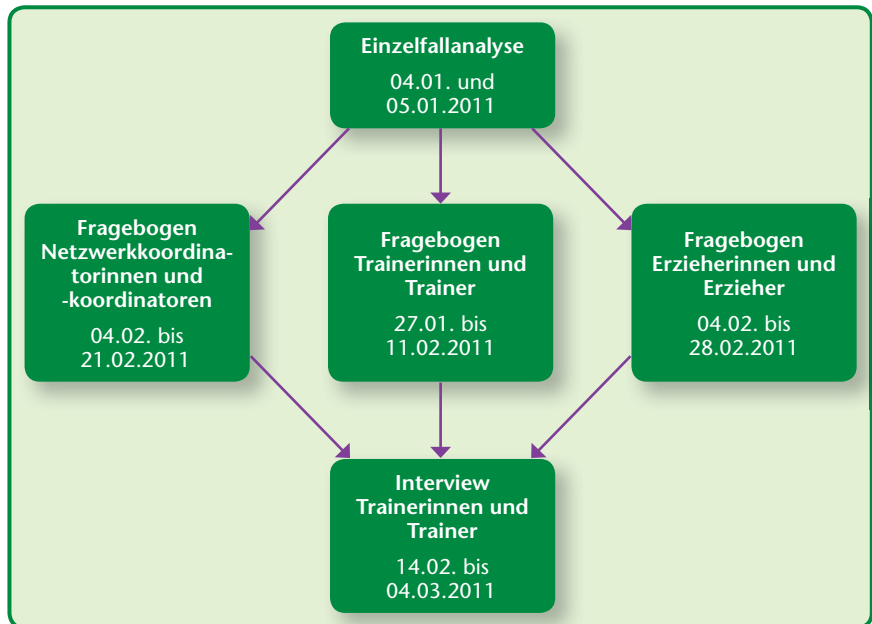 Einzelfallanalyse
04.01. und
05.01.2011
Fragebogen
Netzwerkkoordina-
torinnen und
-koordinatoren
04.02. bis
21.02.2011
Fragebogen
Trainerinnen und
Trainer
27.01. bis
11.02.2011
Fragebogen
Erzieherinnen und
Erzieher
04.02. bis
28.02.2011
Interview
Trainerinnen und
Trainer
14.02. bis
04.03.2011